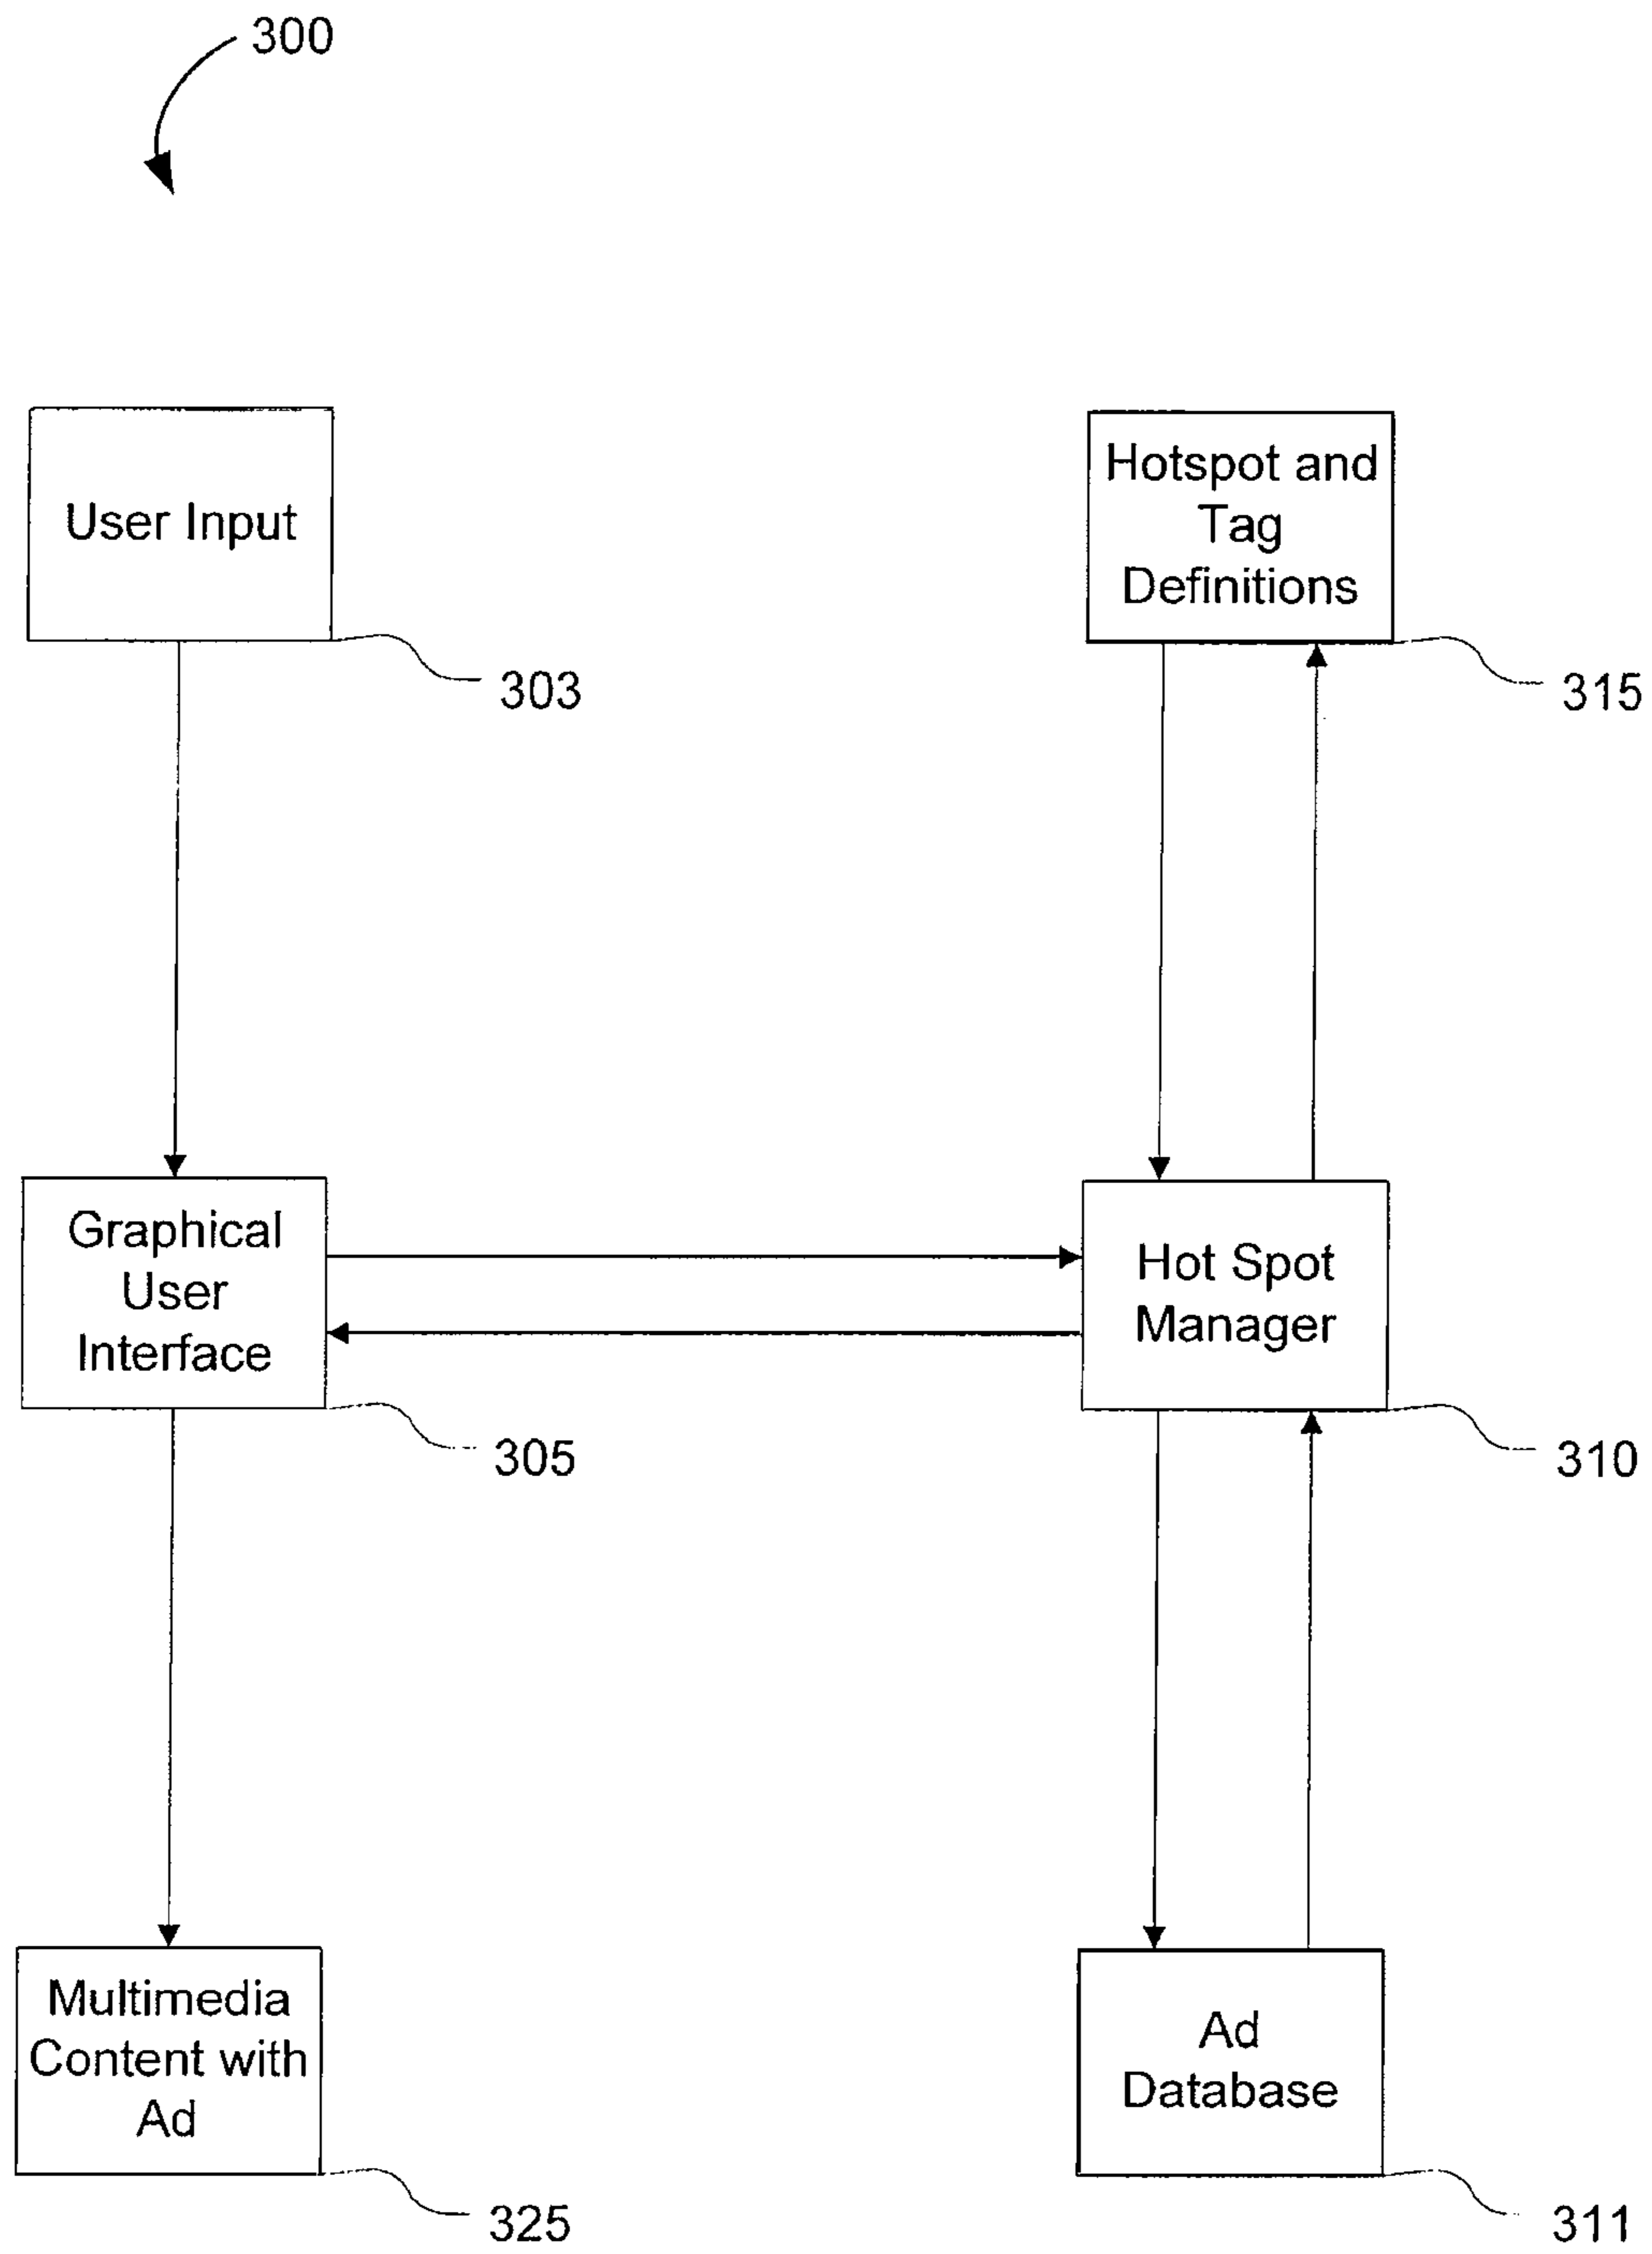 300
User Input
303
Hotspot and
Tag
Definitions
315
Graphical
User
Interface
305
Hot Spot
Manager
310
Multimedia
Content with
Ad
325
Ad
Database
311